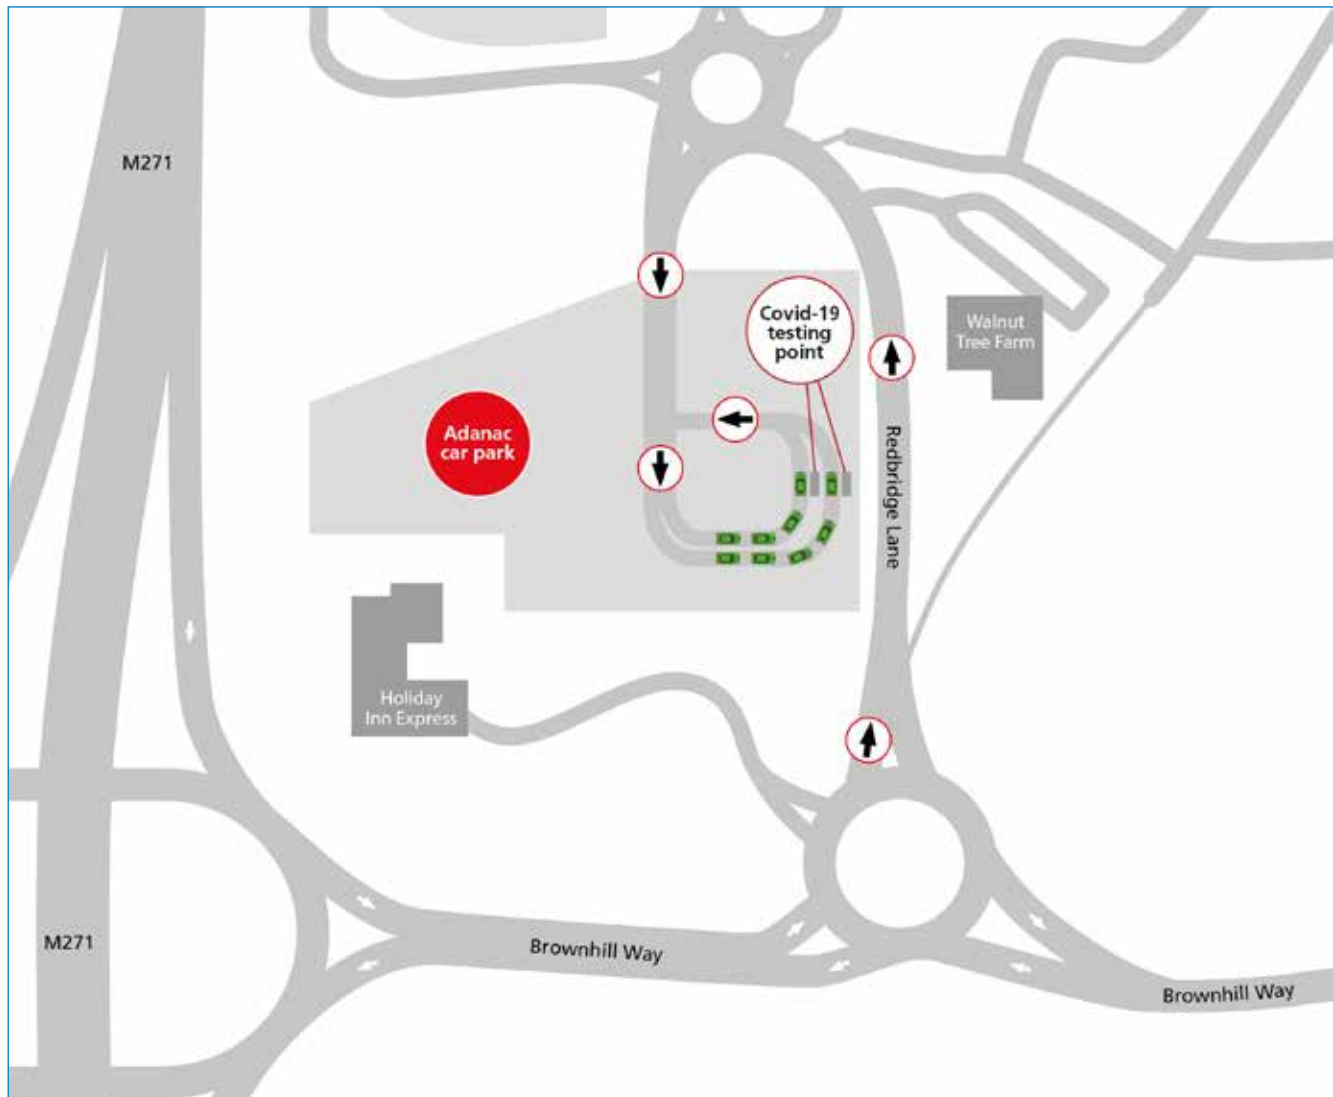 M271
Covid-19
testing
point
Walnut
Tree Farm
Adanac
car park
Redbridge Lane
Holiday
Inn Express
M271
Brownhill Way
Brownhill Way